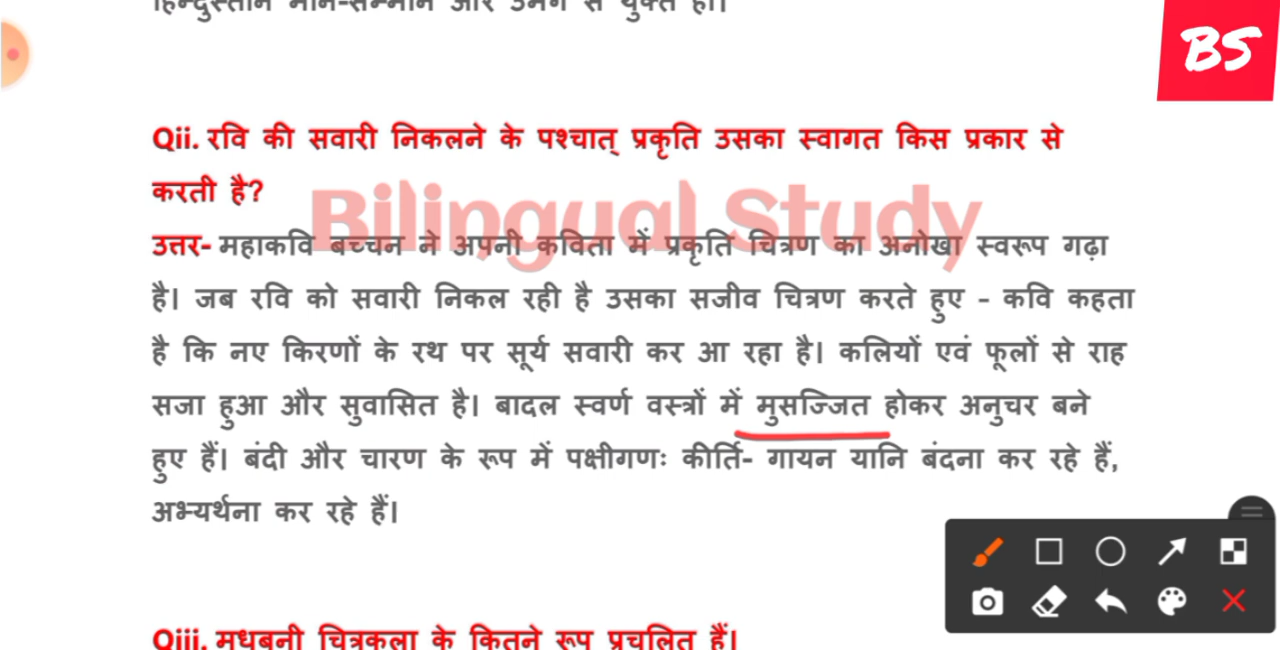 हिन्दुस्तान मान-सम्मान और उमंग से युक्त हो।
BS
Qii. रवि की सवारी निकलने के पश्चात् प्रकृति उसका स्वागत किस प्रकार से
करती है?
Bilingual Study
उत्तर- महाकवि बच्चन ने अपनी कविता में प्रकृति चित्रण का अनोखा स्वरूप गढ़ा
है। जब रवि को सवारी निकल रही है उसका सजीव चित्रण करते हुए - कवि कहता
है कि नए किरणों के रथ पर सूर्य सवारी कर आ रहा है। कलियों एवं फूलों से राह
सजा हुआ और सुवासित है। बादल स्वर्ण वस्त्रों में मुसज्जित होकर अनुचर बने
हुए हैं। बंदी और चारण के रूप में पक्षीगणः कीर्ति- गायन यानि बंदना कर रहे हैं,
अभ्यर्थना कर रहे हैं।
Qiii. मधबनी चित्रकला के कितने रूप प्रचलित हैं।